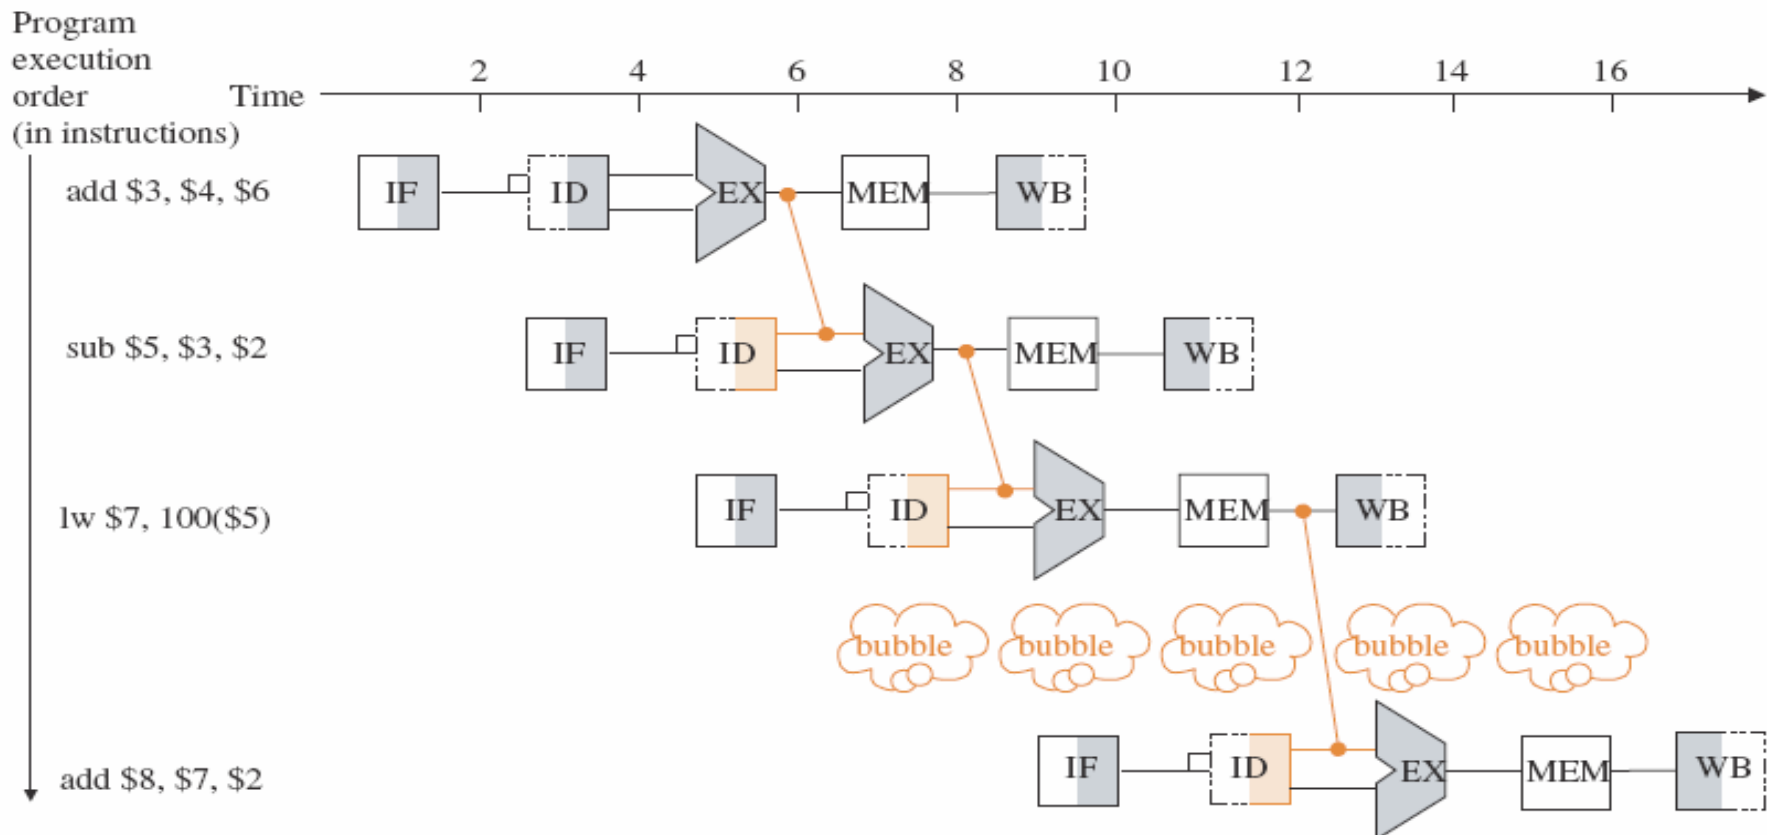 Program
execution
order
(in instructions)
Time
2 4 6 8 10 12 14 16
add $3, $4, $6
IF ID EX MEM WB
sub $5, $3, $2
IF ID EX MEM WB
lw $7, 100($5)
IF ID EX MEM WB
bubble bubble bubble bubble bubble
add $8, $7, $2
IF ID EX MEM WB